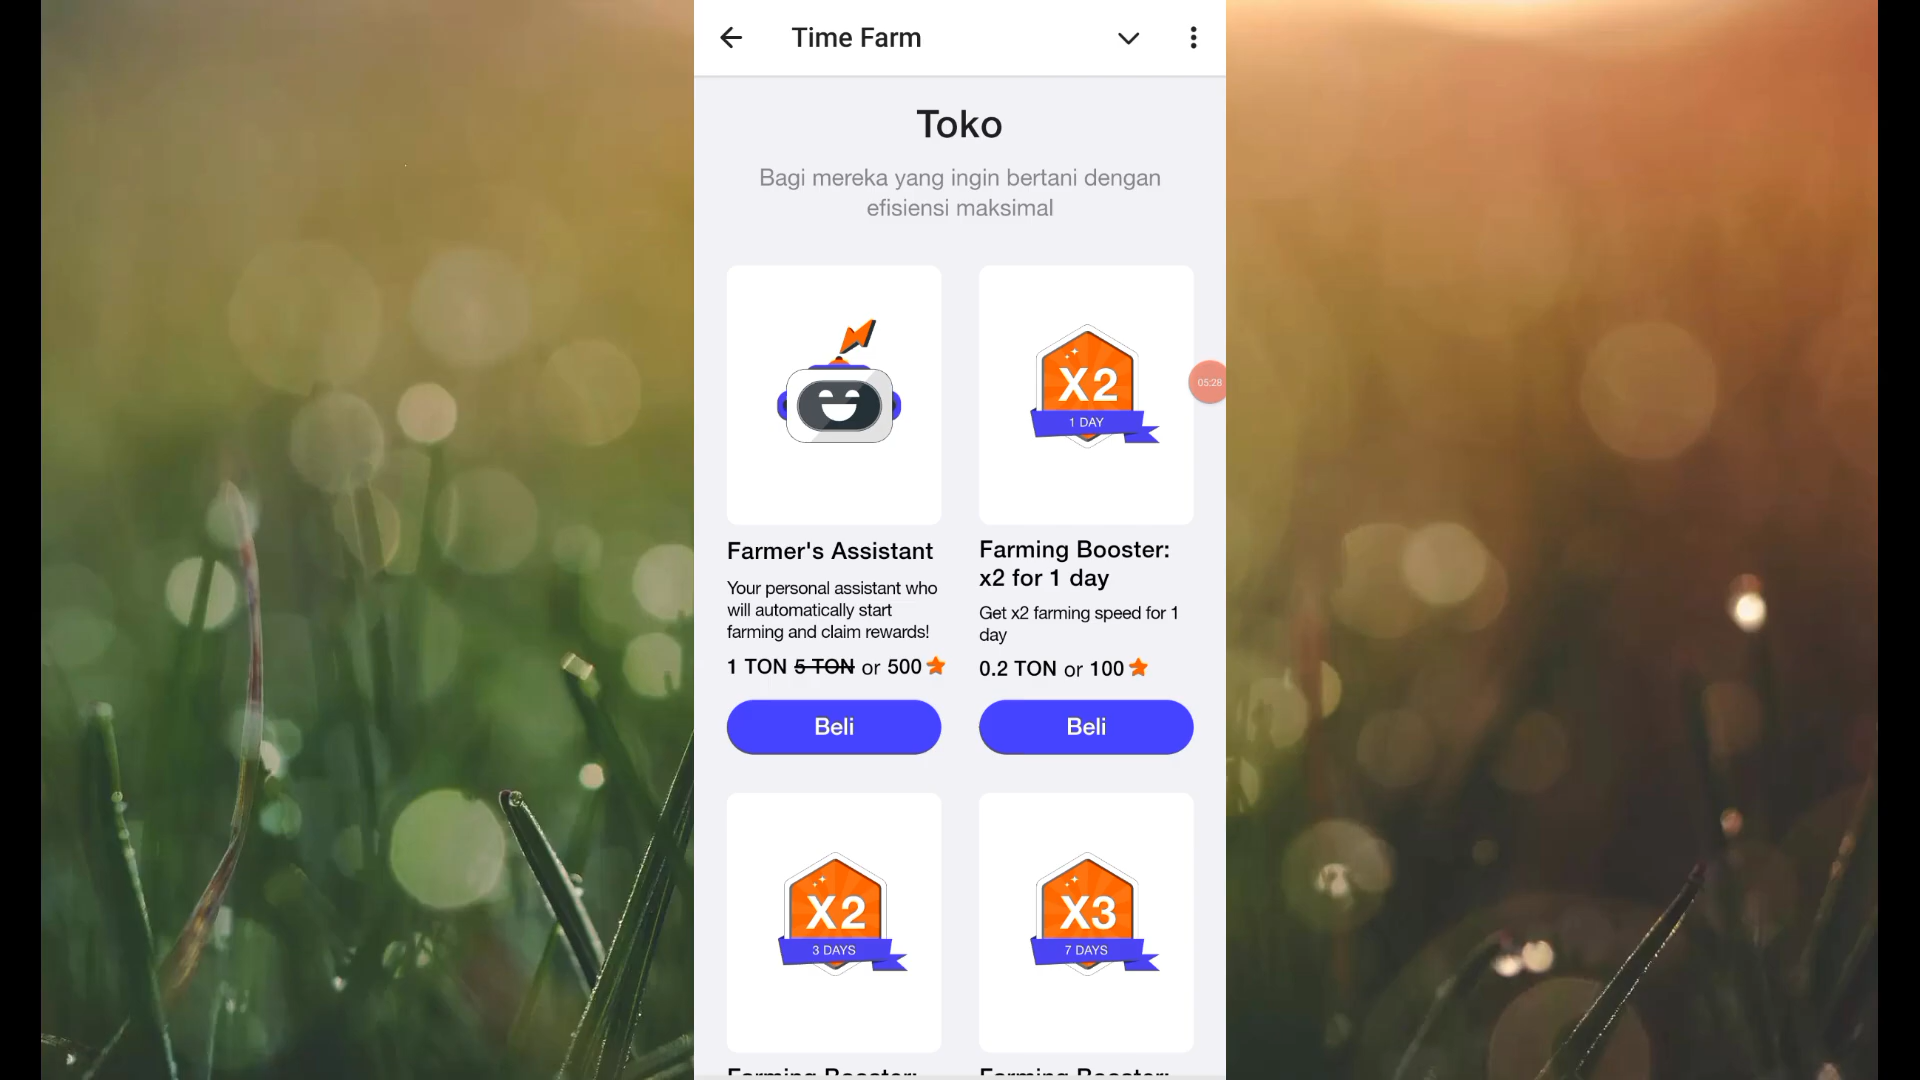 Time Farm
Toko
Bagi mereka yang ingin bertani dengan
efisiensi maksimal
X2
1 DAY
05:28
Farmer's Assistant
Your personal assistant who
will automatically start
farming and claim rewards!
1 TON 5 TON or 500
Beli
Farming Booster:
x2 for 1 day
Get x2 farming speed for 1
day
0.2 TON or 100
Beli
X2
3 DAYS
X3
7 DAYS
Farming Booster:
Farming Booster: